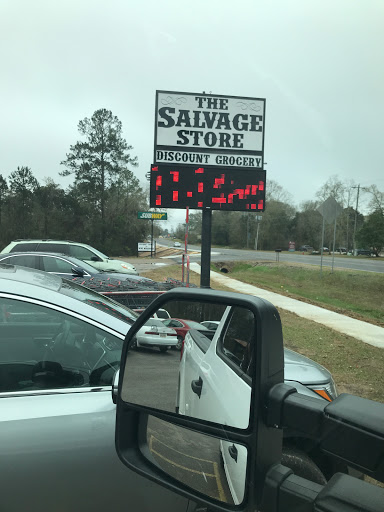 THE
SALVAGE
STORE
DISCOUNT GROCERY
SUBWAY